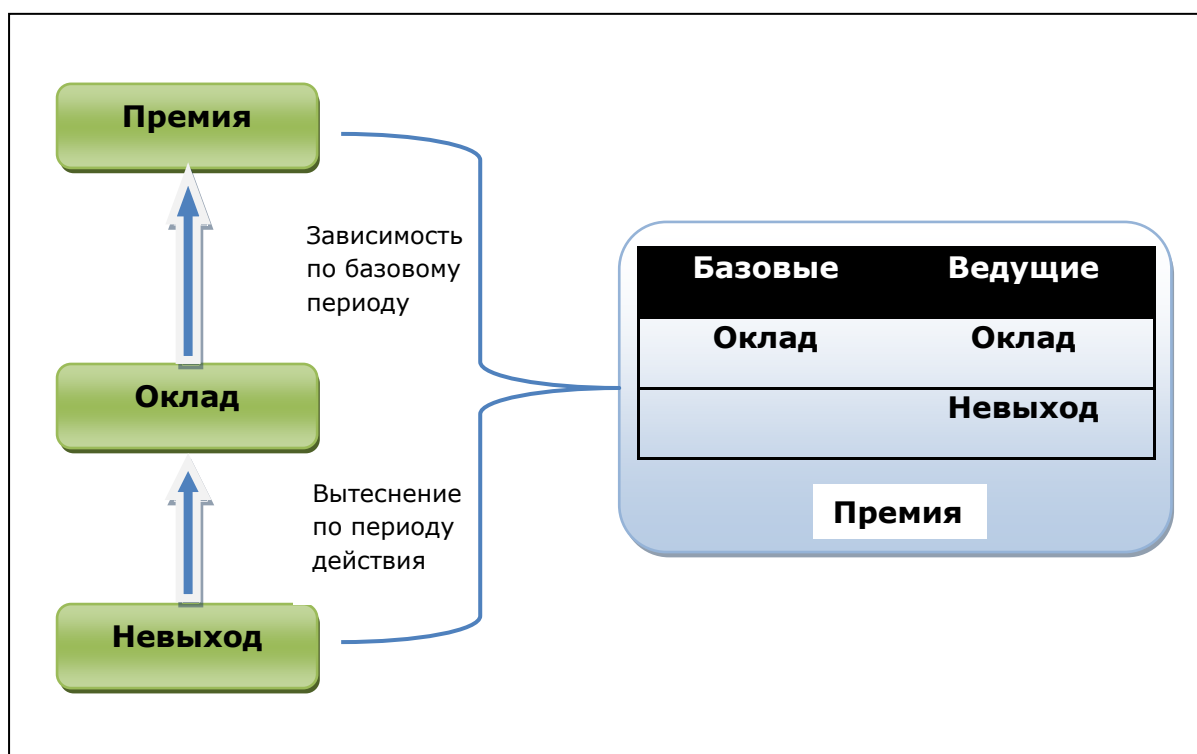 Премия
Зависимость
по базовому
периоду
Оклад
Вытеснение
по периоду
действия
Невыход
Базовые Ведущие
Оклад Оклад
Невыход
Премия